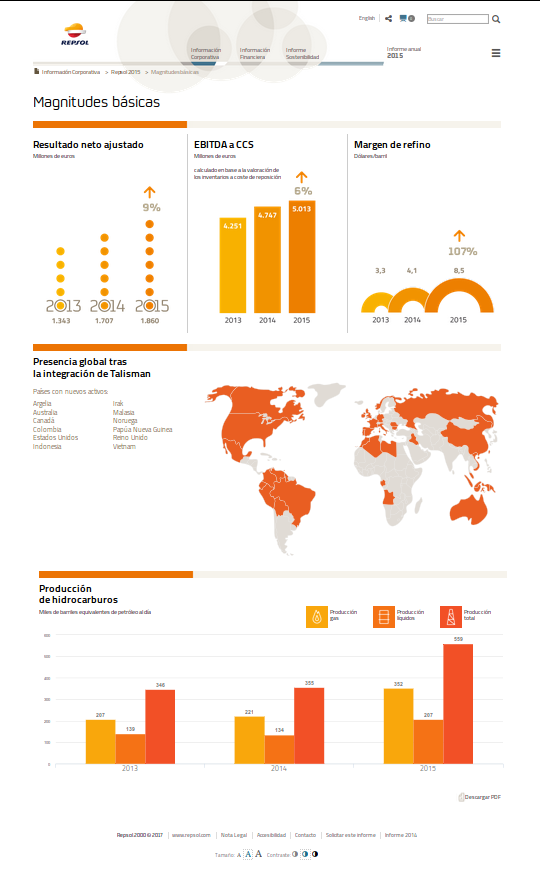 English
0
Buscar
REPSOL
Información
Corporativa
Información
Financiera
Informe
Sostenibilidad
Informe anual
2015
Información Corporativa > Repsol 2015 > Magnitudes básicas
Magnitudes básicas
Resultado neto ajustado
Millones de euros
9%
2013 2014 2015
1.343 1.707 1.860
EBITDA a CCS
Millones de euros
calculado en base a la valoración de
los inventarios a coste de reposición
6%
4.251 4.747 5.013
2013 2014 2015
Margen de refino
Dólares/barril
107%
3,3 4,1 8,5
2013 2014 2015
Presencia global tras
la integración de Talisman
Países con nuevos activos:
Argelia
Australia
Canadá
Colombia
Estados Unidos
Indonesia
Irak
Malasia
Noruega
Papúa Nueva Guinea
Reino Unido
Vietnam
Producción
de hidrocarburos
Miles de barriles equivalentes de petróleo al día
Producción
gas
Producción
líquidos
Producción
total
600
500
400
300
200
100
0
207 139 346
221 134 355
352 207 559
2013 2014 2015
Descargar PDF
Repsol 2000 © 2017 | www.repsol.com | Nota Legal | Accesibilidad | Contacto | Solicitar este informe | Informe 2014
Tamaño: A A A Contraste: